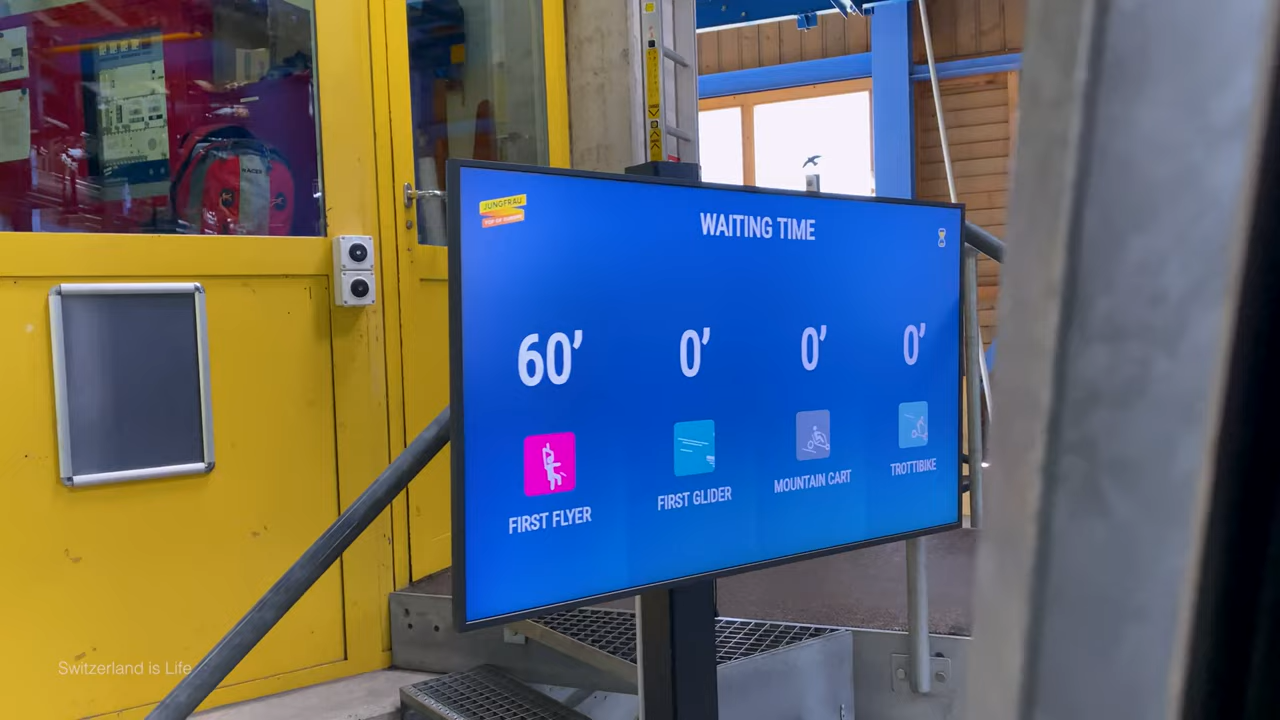 JUNGFRAU
TOP OF EUROPE
WAITING TIME
60’
0’
0’
0’
FIRST FLYER
FIRST GLIDER
MOUNTAIN CART
TROTTIBIKE
Switzerland is Life